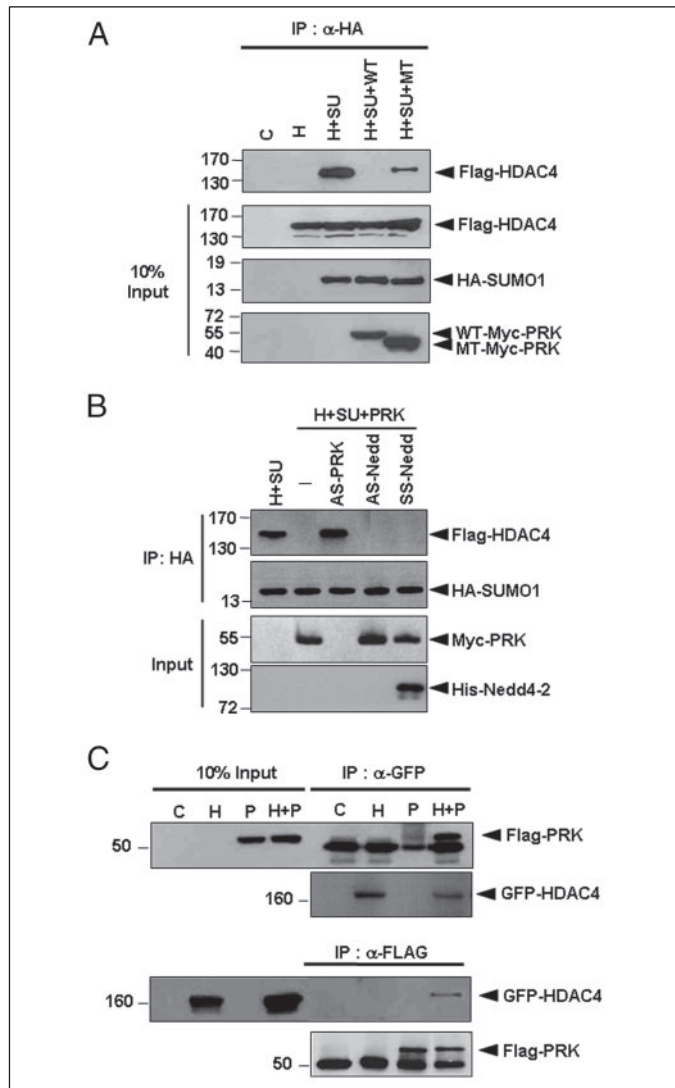 A
IP : α-HA
C H H+SU H+SU+WT H+SU+MT
170
130
Flag-HDAC4
10% Input
170
130
Flag-HDAC4
19
13
HA-SUMO1
72
55
40
WT-Myc-PRK
MT-Myc-PRK
B
H+SU+PRK
H+SU – AS-PRK AS-Nedd SS-Nedd
IP: HA
170
130
Flag-HDAC4
13
HA-SUMO1
Input
55
Myc-PRK
130
72
His-Nedd4-2
C
10% Input IP : α-GFP
C H P H+P C H P H+P
50
Flag-PRK
160
GFP-HDAC4
IP : α-FLAG
160
GFP-HDAC4
50
Flag-PRK